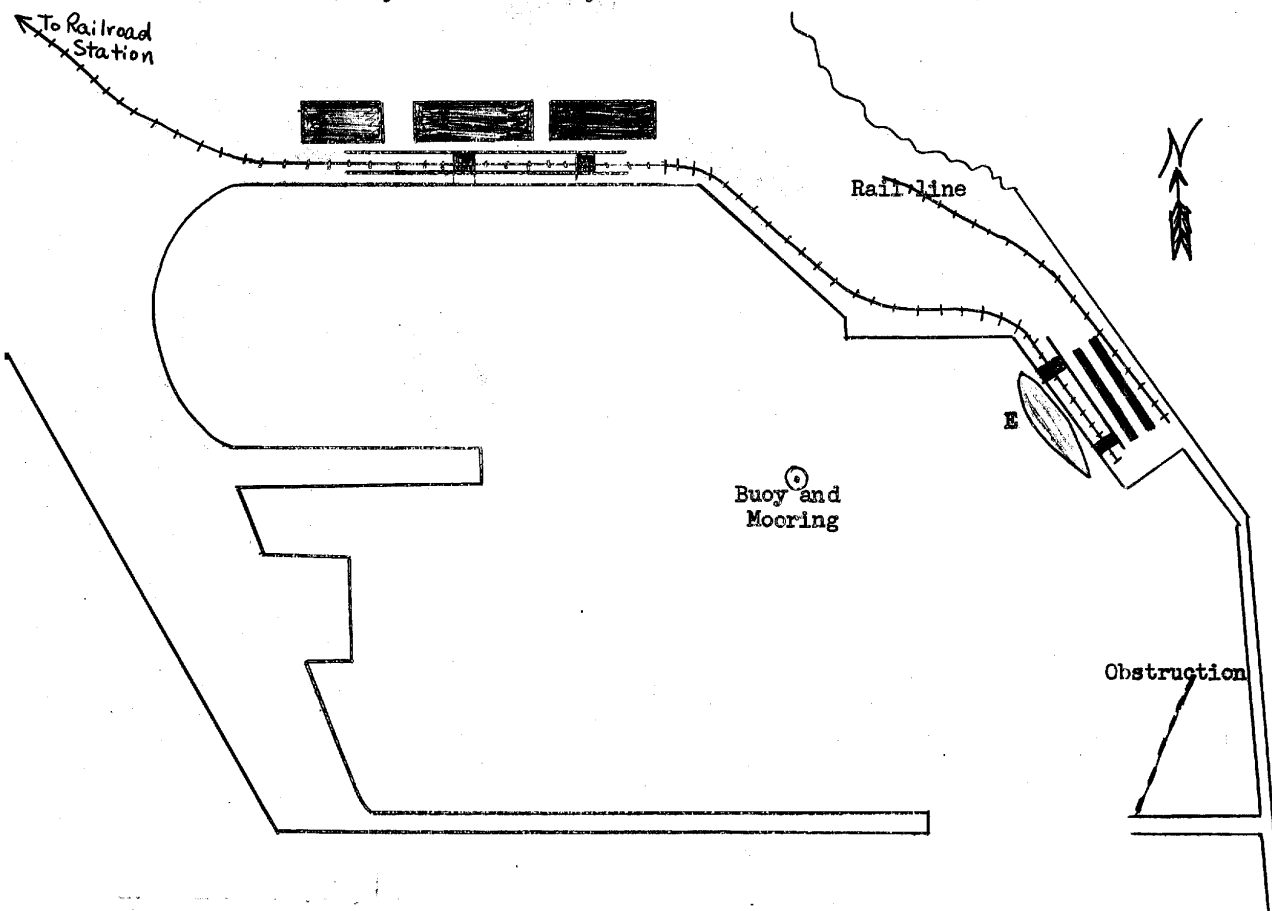 To Railroad
Station
Rail line
E
Buoy and
Mooring
Obstruction
N